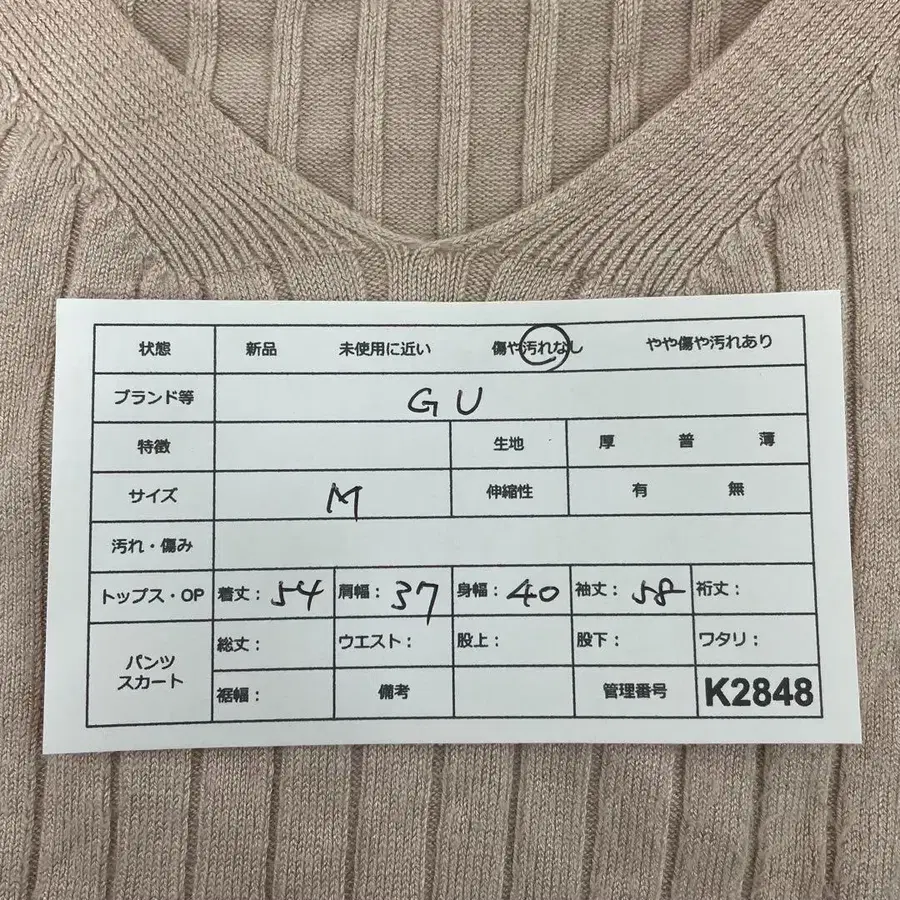 状態 新品 未使用に近い 傷や汚れなし やや傷や汚れあり
ブランド等 GU
特徴 生地 厚 普 薄
サイズ M 伸縮性 有 無
汚れ・傷み
トップス・OP 着丈: 54 肩幅: 37 身幅: 40 袖丈: 58 裄丈:
パンツ スカート 総丈: ウエスト: 股上: 股下: ワタリ:
裾幅: 備考 管理番号 K2848